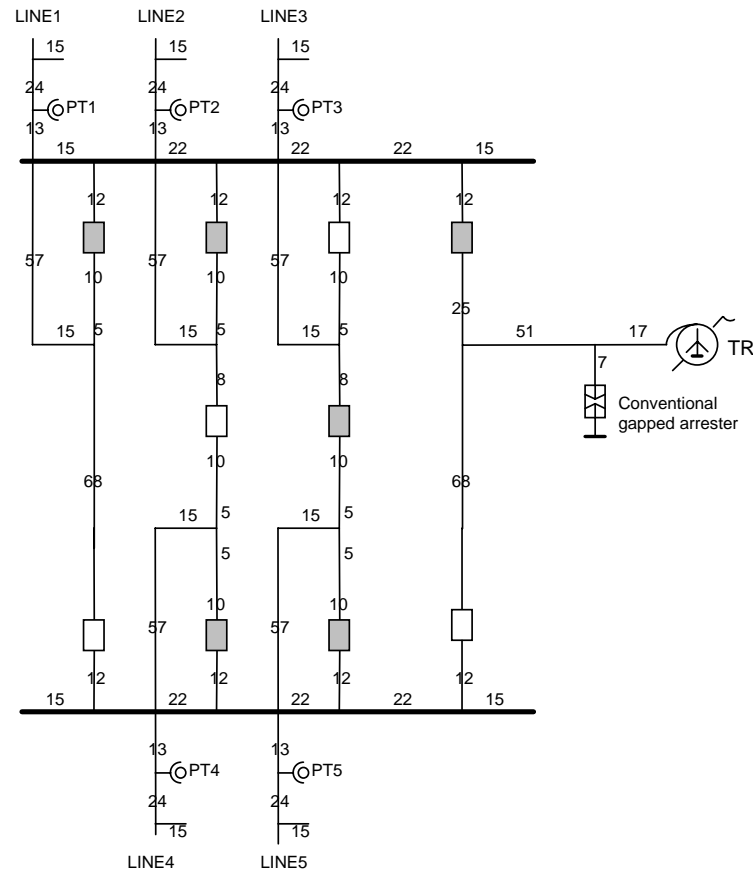 LINE1 LINE2 LINE3
15 15 15
24 24 24
PT1 PT2 PT3
13 13 13
15 22 22 22 15
12 12 12 12
57 57 57
10 10 10
25
15 5 15 5 15 5
51 17
TR
7
8 8
Conventional
gapped arrester
10 10
68 68
15 5 15 5
5 5
10 10
57 57
12 12 12 12
15 22 22 22 15
13 13
PT4 PT5
24 24
15 15
LINE4 LINE5